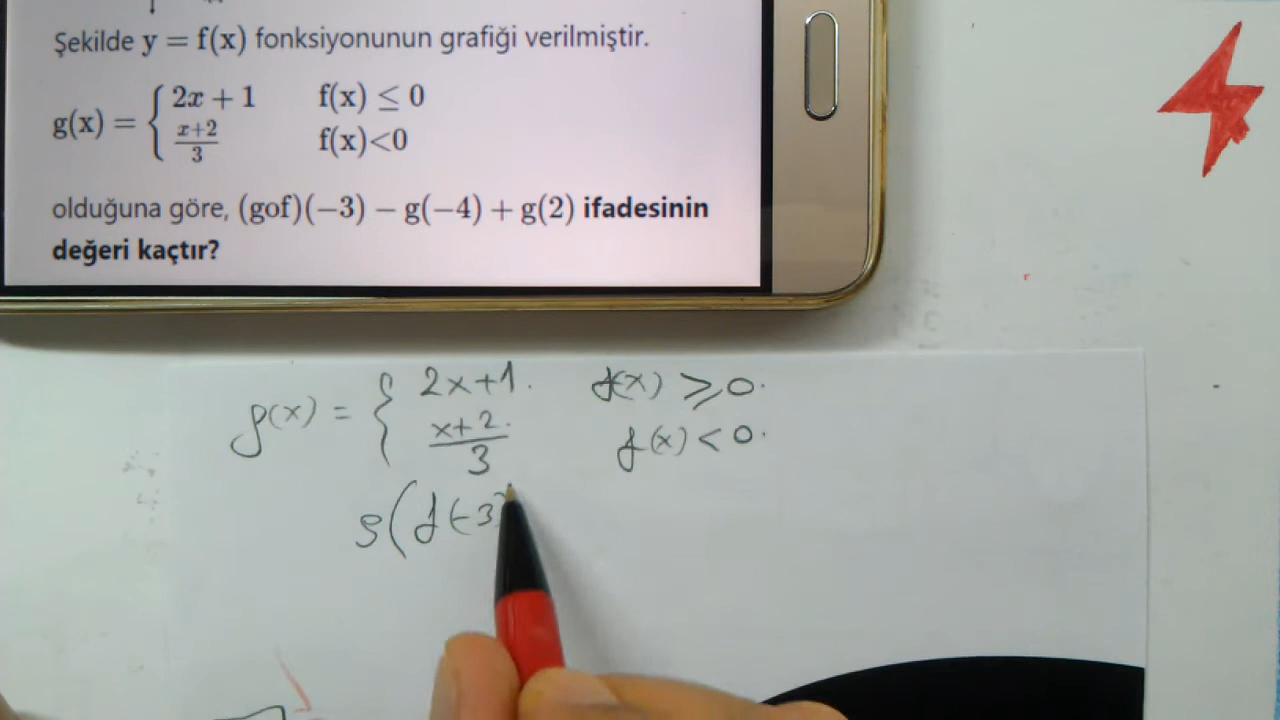 Şekilde y = f(x) fonksiyonunun grafiği verilmiştir.
g(x) = { 2x + 1 f(x) ≤ 0
x+2/3 f(x)<0
olduğuna göre, (gof)(−3) − g(−4) + g(2) ifadesinin
değeri kaçtır?
g(x) = { 2x+1. f(x) ⩾ 0.
x+2./3 f(x) < 0.
g(f(-3)